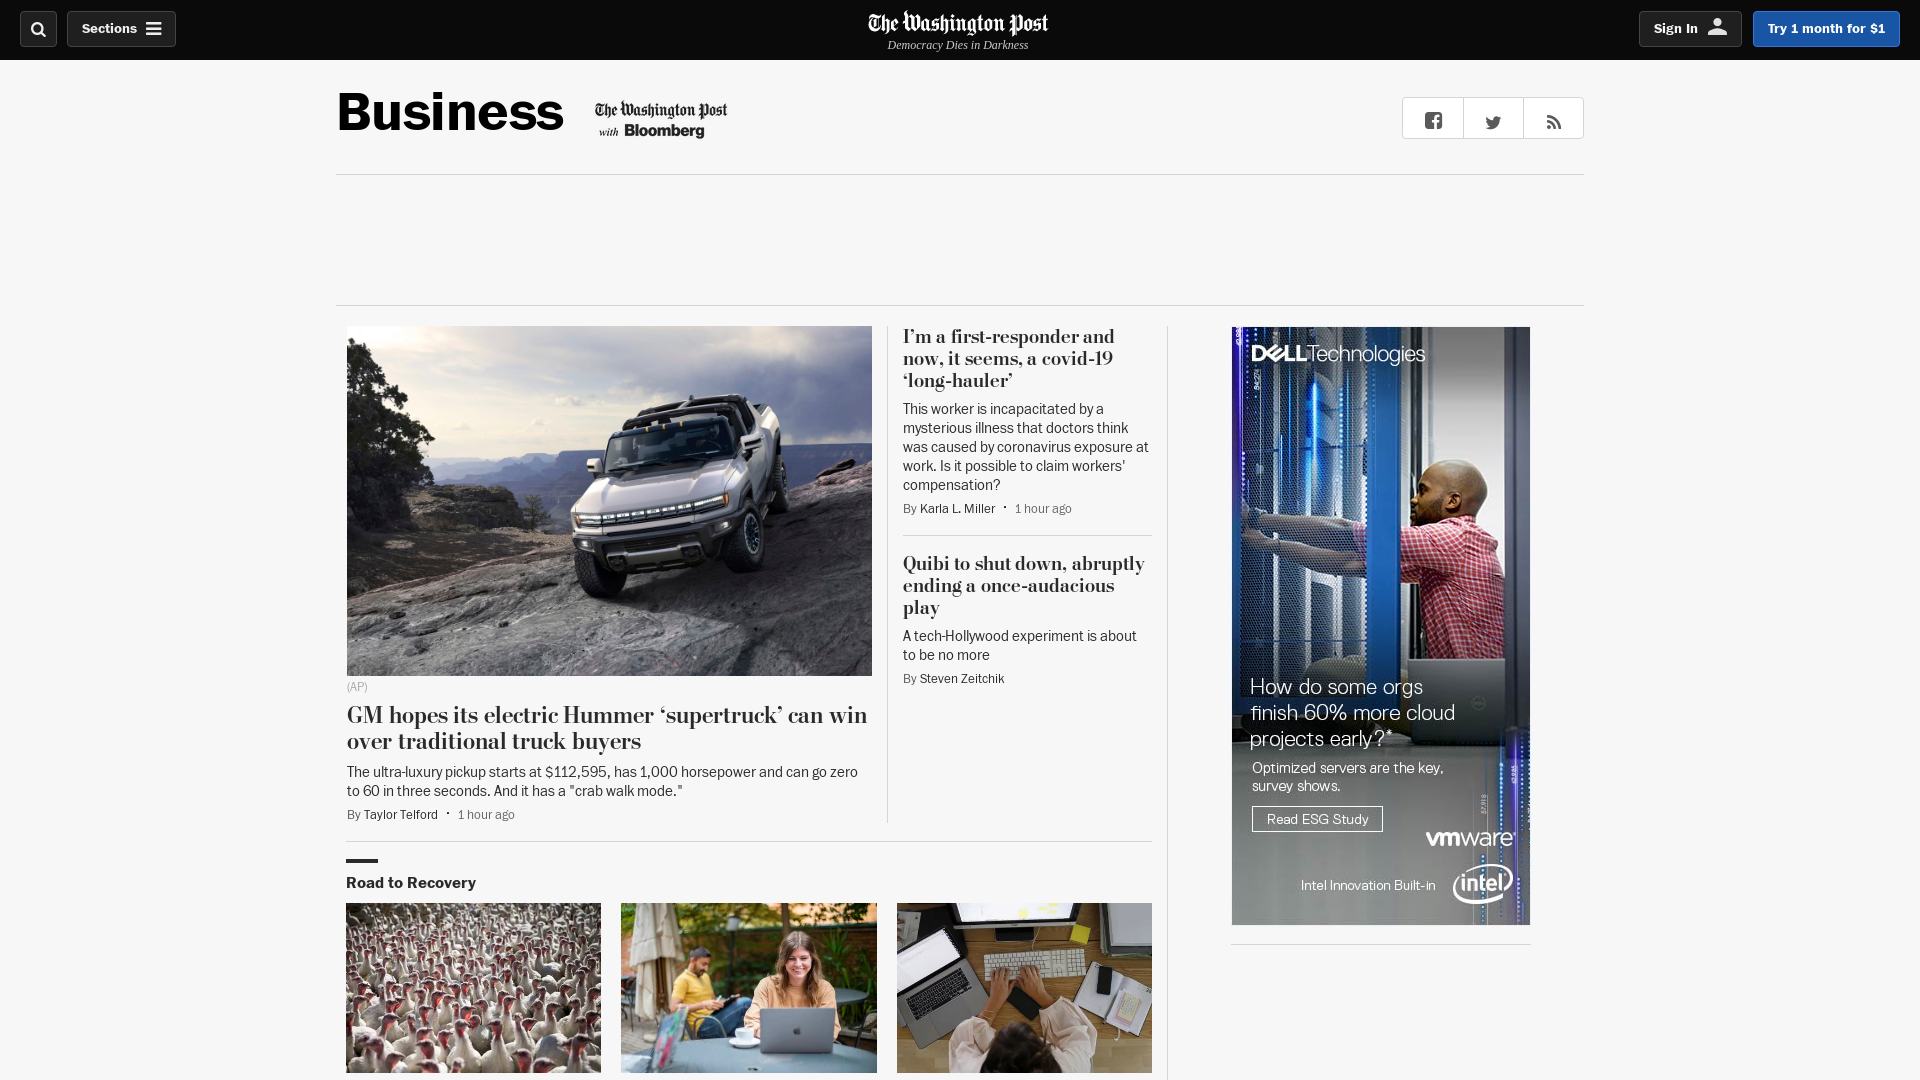 Sections
The Washington Post
Democracy Dies in Darkness
Sign In
Try 1 month for $1
Business
The Washington Post
with Bloomberg
(AP)
GM hopes its electric Hummer ‘supertruck’ can win
over traditional truck buyers
The ultra-luxury pickup starts at $112,595, has 1,000 horsepower and can go zero
to 60 in three seconds. And it has a "crab walk mode."
By Taylor Telford • 1 hour ago
I’m a first-responder and
now, it seems, a covid-19
‘long-hauler’
This worker is incapacitated by a
mysterious illness that doctors think
was caused by coronavirus exposure at
work. Is it possible to claim workers'
compensation?
By Karla L. Miller • 1 hour ago
Quibi to shut down, abruptly
ending a once-audacious
play
A tech-Hollywood experiment is about
to be no more
By Steven Zeitchik
DELLTechnologies
How do some orgs
finish 60% more cloud
projects early?*
Optimized servers are the key,
survey shows.
Read ESG Study
vmware
Intel Innovation Built-in
intel
Road to Recovery